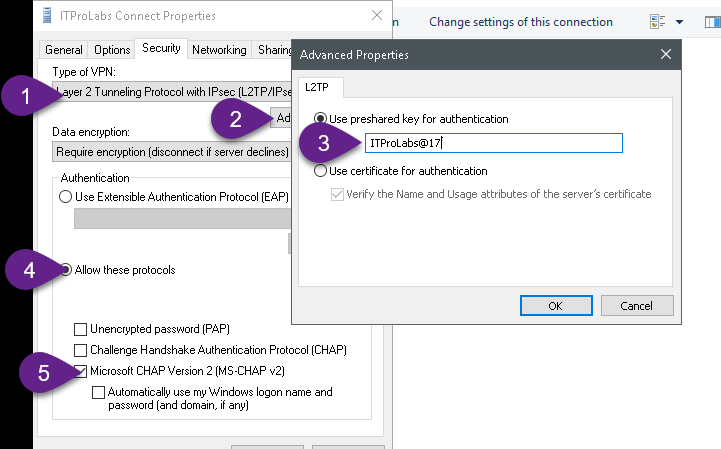 ITProLabs Connect Properties
Change settings of this connection
General Options Security Networking Sharing
Type of VPN:
1
Layer 2 Tunneling Protocol with IPsec (L2TP/IPse
2
Ad
Data encryption:
Require encryption (disconnect if server declines)
Authentication
Use Extensible Authentication Protocol (EAP)
4
Allow these protocols
Unencrypted password (PAP)
Challenge Handshake Authentication Protocol (CHAP)
5
Microsoft CHAP Version 2 (MS-CHAP v2)
Automatically use my Windows logon name and
password (and domain, if any)
Advanced Properties
L2TP
Use preshared key for authentication
3
ITProLabs@17
Use certificate for authentication
Verify the Name and Usage attributes of the server's certificate
OK
Cancel